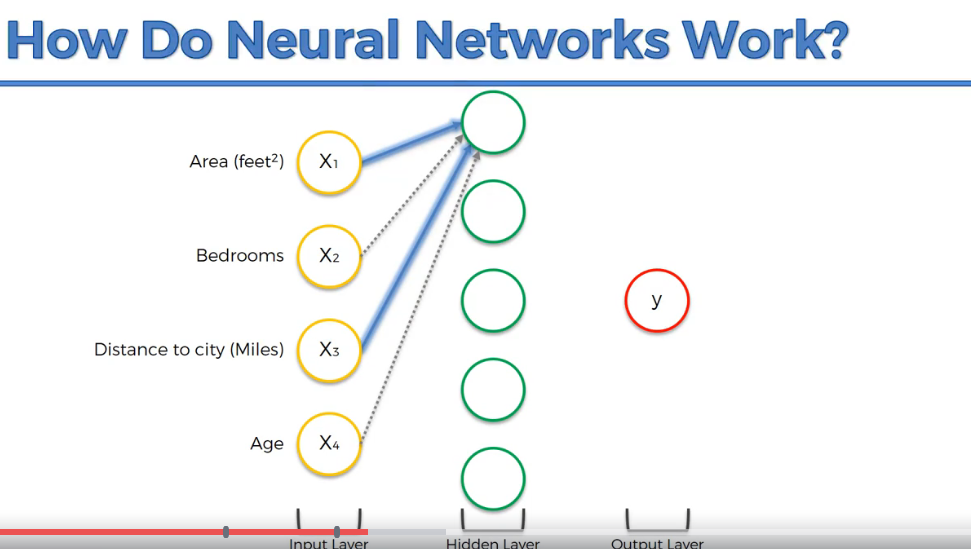 How Do Neural Networks Work?
Area (feet²)
X₁
Bedrooms
X₂
Distance to city (Miles)
X₃
y
Age
X₄
Input Layer
Hidden Layer
Output Layer